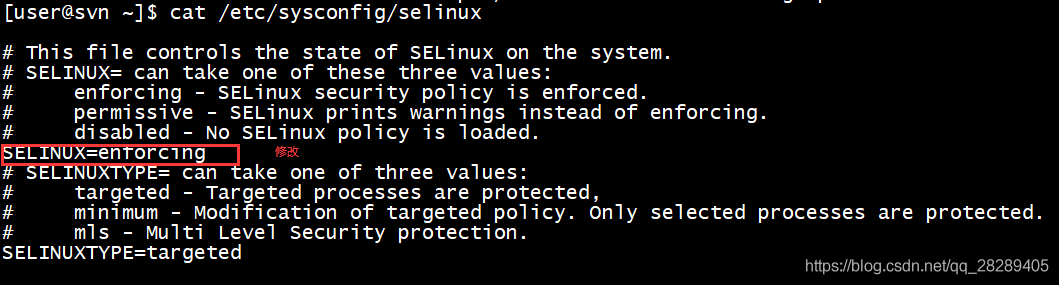 [user@svn ~]$ cat /etc/sysconfig/selinux
# This file controls the state of SELinux on the system.
# SELINUX= can take one of these three values:
#     enforcing - SELinux security policy is enforced.
#     permissive - SELinux prints warnings instead of enforcing.
#     disabled - No SELinux policy is loaded.
SELINUX=enforcing 修改
# SELINUXTYPE= can take one of three values:
#     targeted - Targeted processes are protected,
#     minimum - Modification of targeted policy. Only selected processes are protected.
#     mls - Multi Level Security protection.
SELINUXTYPE=targeted
https://blog.csdn.net/qq_28289405